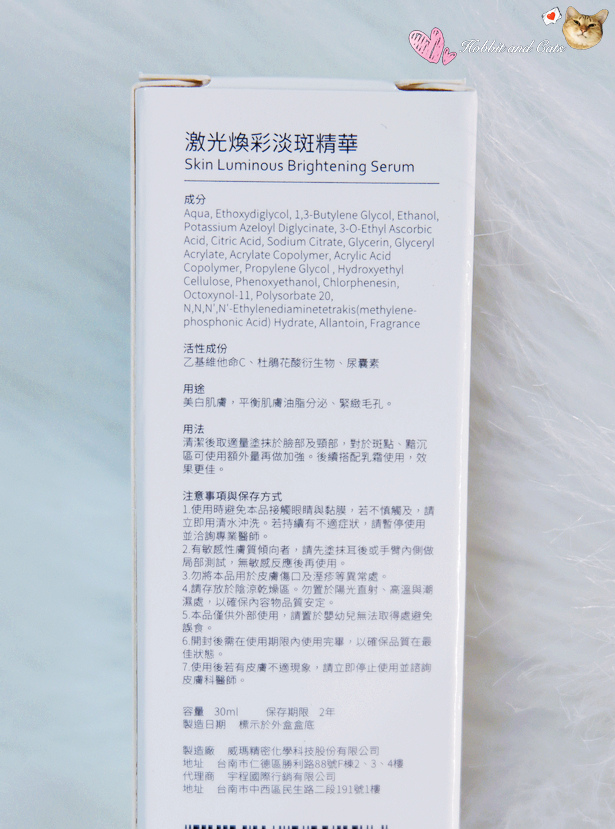 Hobbit and Cats
激光煥彩淡斑精華
Skin Luminous Brightening Serum
成分
Aqua, Ethoxydiglycol, 1,3-Butylene Glycol, Ethanol,
Potassium Azeloyl Diglycinate, 3-O-Ethyl Ascorbic
Acid, Citric Acid, Sodium Citrate, Glycerin, Glyceryl
Acrylate, Acrylate Copolymer, Acrylic Acid
Copolymer, Propylene Glycol , Hydroxyethyl
Cellulose, Phenoxyethanol, Chlorphenesin,
Octoxynol-11, Polysorbate 20,
N,N,N',N'-Ethylenediaminetetrakis(methylene-
phosphonic Acid) Hydrate, Allantoin, Fragrance
活性成份
乙基維他命C、杜鵑花酸衍生物、尿囊素
用途
美白肌膚，平衡肌膚油脂分泌、緊緻毛孔。
用法
清潔後取適量塗抹於臉部及頸部，對於斑點、黯沉
區可使用額外量再做加強。後續搭配乳霜使用，效
果更佳。
注意事項與保存方式
1.使用時避免本品接觸眼睛與黏膜，若不慎觸及，請
立即用清水沖洗。若持續有不適症狀，請暫停使用
並洽詢專業醫師。
2.有敏感性膚質傾向者，請先塗抹耳後或手臂內側做
局部測試，無敏感反應後再使用。
3.勿將本品用於皮膚傷口及溼疹等異常處。
4.請存放於陰涼乾燥區。勿置於陽光直射、高溫與潮
濕處，以確保內容物品質安定。
5.本品僅供外部使用，請置於嬰幼兒無法取得處避免
誤食。
6.開封後需在使用期限內使用完畢，以確保品質在最
佳狀態。
7.使用後若有皮膚不適現象，請立即停止使用並諮詢
皮膚科醫師。
容量 30ml 保存期限 2年
製造日期 標示於外盒盒底
製造廠 威瑪精密化學科技股份有限公司
地址 台南市仁德區勝利路88號F棟2、3、4樓
代理商 宇程國際行銷有限公司
地址 台南市中西區民生路二段191號1樓